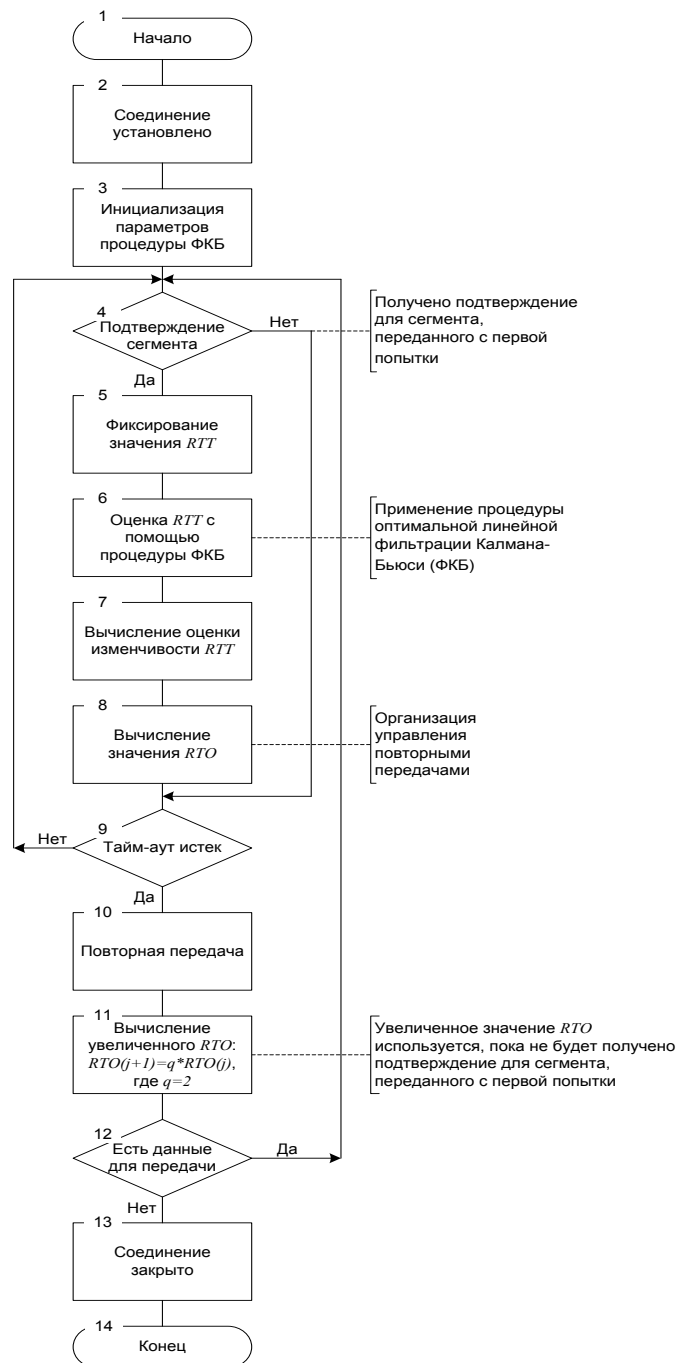 1
Начало
2
Соединение
установлено
3
Инициализация
параметров
процедуры ФКБ
4
Подтверждение
сегмента
Нет
Получено подтверждение
для сегмента,
переданного с первой
попытки
Да
5
Фиксирование
значения RTT
6
Оценка RTT с
помощью
процедуры ФКБ
Применение процедуры
оптимальной линейной
фильтрации Калмана-
Бьюси (ФКБ)
7
Вычисление оценки
изменчивости RTT
8
Вычисление
значения RTO
Организация
управления
повторными
передачами
9
Тайм-аут истек
Нет
Да
10
Повторная передача
11
Вычисление
увеличенного RTO:
RTO(j+1)=q*RTO(j),
где q=2
Увеличенное значение RTO
используется, пока не будет получено
подтверждение для сегмента,
переданного с первой попытки
12
Есть данные
для передачи
Да
Нет
13
Соединение
закрыто
14
Конец